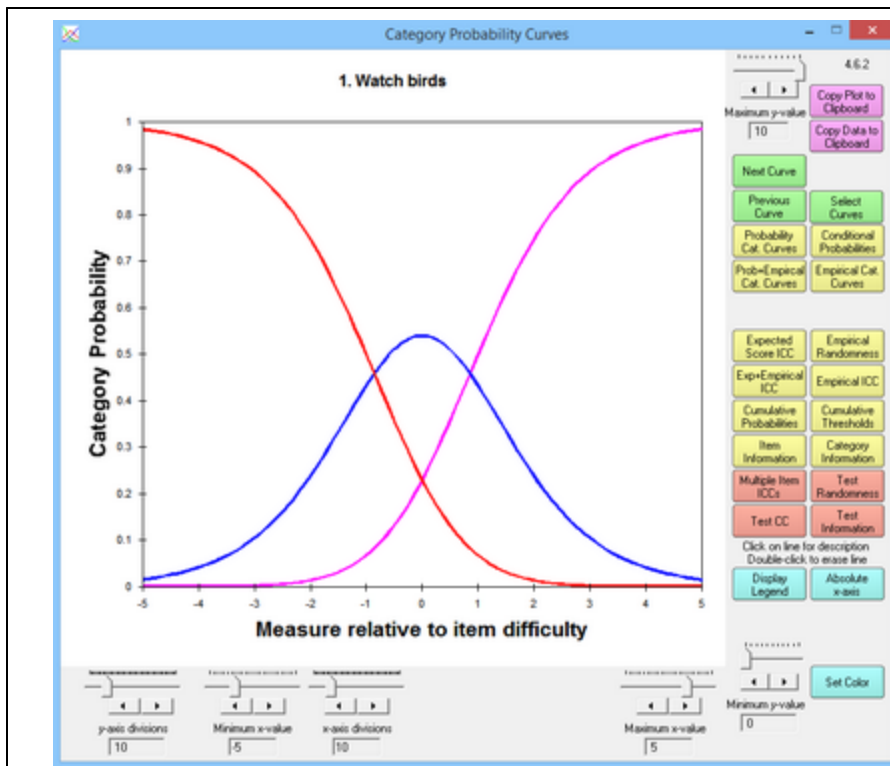 Category Probability Curves
1. Watch birds
4.6.2
Copy Plot to
Clipboard
Maximum y-value
10
Copy Data to
Clipboard
Next Curve
Previous
Curve
Select
Curves
Probability
Cat. Curves
Conditional
Probabilities
Prob+Empircal
Cat. Curves
Empirical Cat.
Curves
Expected
Score ICC
Empirical
Randomness
Exp+Empirical
ICC
Empirical ICC
Cumulative
Probabilities
Cumulative
Thresholds
Item
Information
Category
Information
Multiple Item
ICCs
Test
Randomness
Test CC
Test
Information
Click on line for description
Double-click to erase line
Display
Legend
Absolute
x-axis
Set Color
Minimum y-value
0
Category Probability
1
0.9
0.8
0.7
0.6
0.5
0.4
0.3
0.2
0.1
0
-5
-4
-3
-2
-1
0
1
2
3
4
5
Measure relative to item difficulty
y-axis divisions
10
Minimum x-value
-5
x-axis divisions
10
Maximum x-value
5